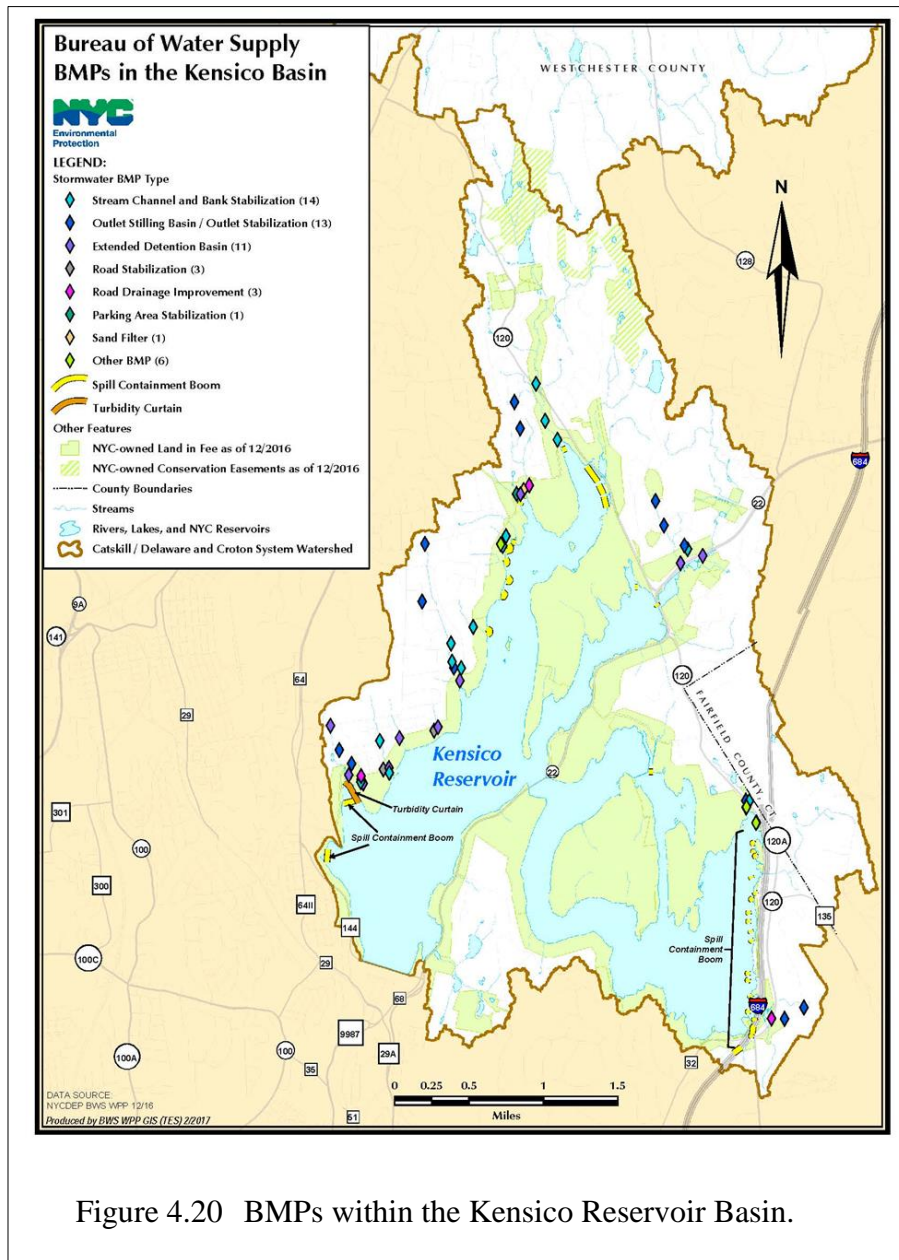 Bureau of Water Supply
BMPs in the Kensico Basin
NYC
Environmental
Protection
LEGEND:
Stormwater BMP Type
Stream Channel and Bank Stabilization (14)
Outlet Stilling Basin / Outlet Stabilization (13)
Extended Detention Basin (11)
Road Stabilization (3)
Road Drainage Improvement (3)
Parking Area Stabilization (1)
Sand Filter (1)
Other BMP (6)
Spill Containment Boom
Turbidity Curtain
Other Features
NYC-owned Land in Fee as of 12/2016
NYC-owned Conservation Easements as of 12/2016
County Boundaries
Streams
Rivers, Lakes, and NYC Reservoirs
Catskill / Delaware and Croton System Watershed
WESTCHESTER COUNTY
N
128
120
684
22
9A
141
64
29
120
FAIRFIELD COUNTY, CT
Kensico
Reservoir
22
Turbidity Curtain
301
Spill Containment Boom
100
120A
300
64II
120
136
144
Spill
Containment
Boom
100C
29
68
684
9987
100A
100
29A
35
32
0 0.25 0.5 1 1.5
Miles
DATA SOURCE:
NYCDEP BWS WPP 12/16
Produced by BWS WPP GIS (TES) 2/2017
51
Figure 4.20 BMPs within the Kensico Reservoir Basin.